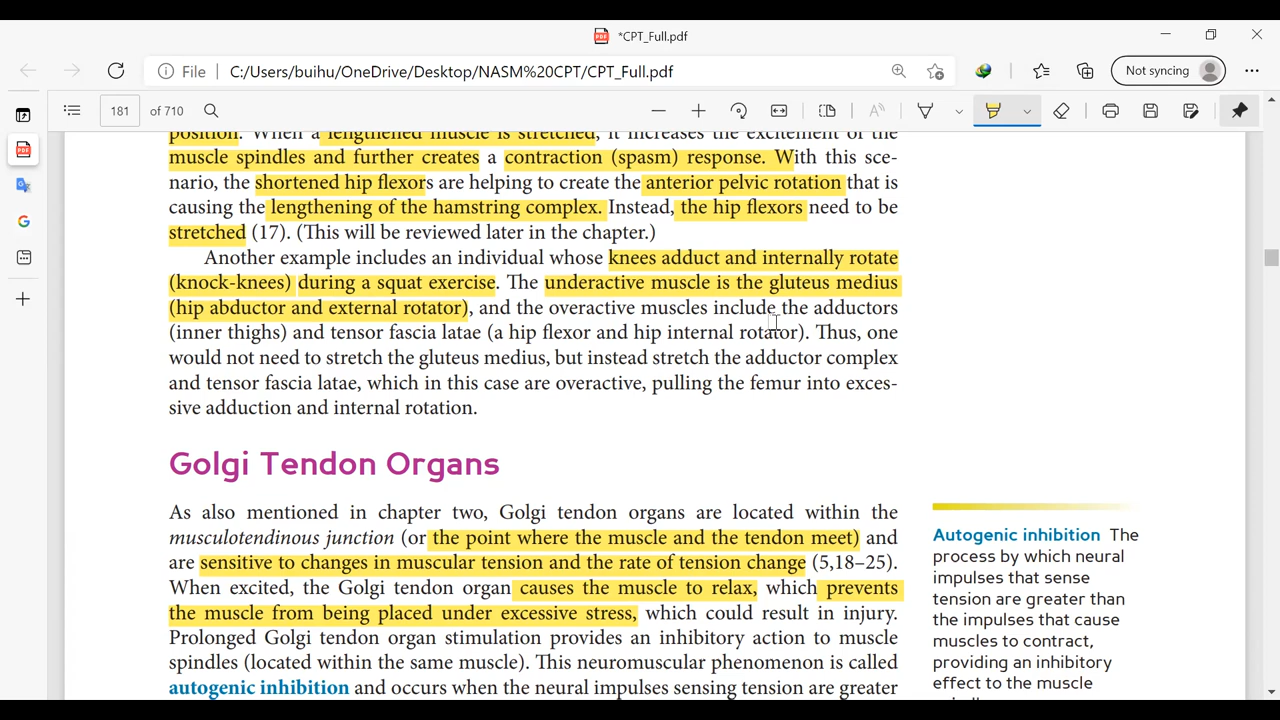 *CPT_Full.pdf
File C:/Users/buihu/OneDrive/Desktop/NASM%20CPT/CPT_Full.pdf Not syncing
181 of 710
position. When a lengthened muscle is stretched, it increases the excitement of the
muscle spindles and further creates a contraction (spasm) response. With this sce-
nario, the shortened hip flexors are helping to create the anterior pelvic rotation that is
causing the lengthening of the hamstring complex. Instead, the hip flexors need to be
stretched (17). (This will be reviewed later in the chapter.)
Another example includes an individual whose knees adduct and internally rotate
(knock-knees) during a squat exercise. The underactive muscle is the gluteus medius
(hip abductor and external rotator), and the overactive muscles include the adductors
(inner thighs) and tensor fascia latae (a hip flexor and hip internal rotator). Thus, one
would not need to stretch the gluteus medius, but instead stretch the adductor complex
and tensor fascia latae, which in this case are overactive, pulling the femur into exces-
sive adduction and internal rotation.
Golgi Tendon Organs
As also mentioned in chapter two, Golgi tendon organs are located within the
musculotendinous junction (or the point where the muscle and the tendon meet) and
are sensitive to changes in muscular tension and the rate of tension change (5,18–25).
When excited, the Golgi tendon organ causes the muscle to relax, which prevents
the muscle from being placed under excessive stress, which could result in injury.
Prolonged Golgi tendon organ stimulation provides an inhibitory action to muscle
spindles (located within the same muscle). This neuromuscular phenomenon is called
autogenic inhibition and occurs when the neural impulses sensing tension are greater
Autogenic inhibition The
process by which neural
impulses that sense
tension are greater than
the impulses that cause
muscles to contract,
providing an inhibitory
effect to the muscle